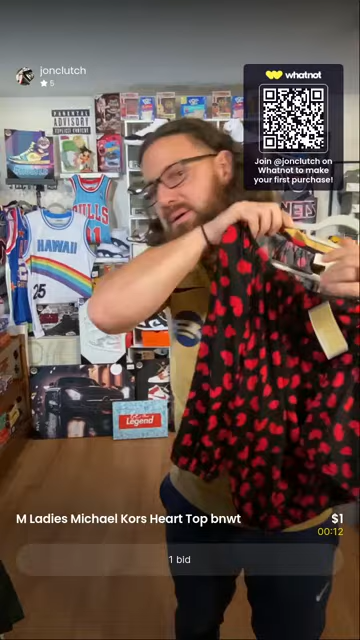 jonclutch
★ 5
whatnot
Join @jonclutch on
Whatnot to make
your first purchase!
PARENTAL
ADVISORY
EXPLICIT CONTENT
BULLS
HAWAII
25
NETS
Legend
M Ladies Michael Kors Heart Top bnwt
$1
00:12
1 bid